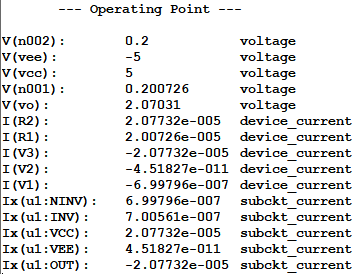 --- Operating Point ---
V(n002): 0.2 voltage
V(vee): -5 voltage
V(vcc): 5 voltage
V(n001): 0.200726 voltage
V(vo): 2.07031 voltage
I(R2): 2.07732e-005 device_current
I(R1): 2.00726e-005 device_current
I(V3): -2.07732e-005 device_current
I(V2): -4.51827e-011 device_current
I(V1): -6.99796e-007 device_current
Ix(u1:NINV): 6.99796e-007 subckt_current
Ix(u1:INV): 7.00561e-007 subckt_current
Ix(u1:VCC): 2.07732e-005 subckt_current
Ix(u1:VEE): 4.51827e-011 subckt_current
Ix(u1:OUT): -2.07732e-005 subckt_current